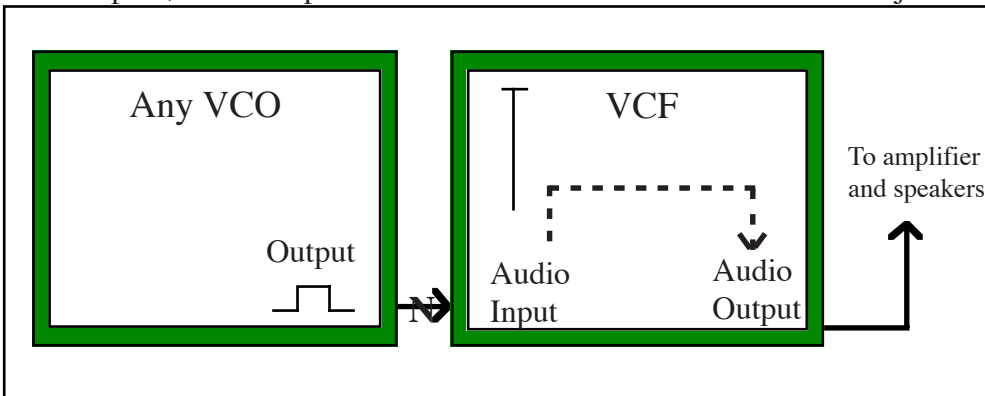 Any VCO
VCF
To amplifier
and speakers
Output
Audio
Input
Audio
Output
N